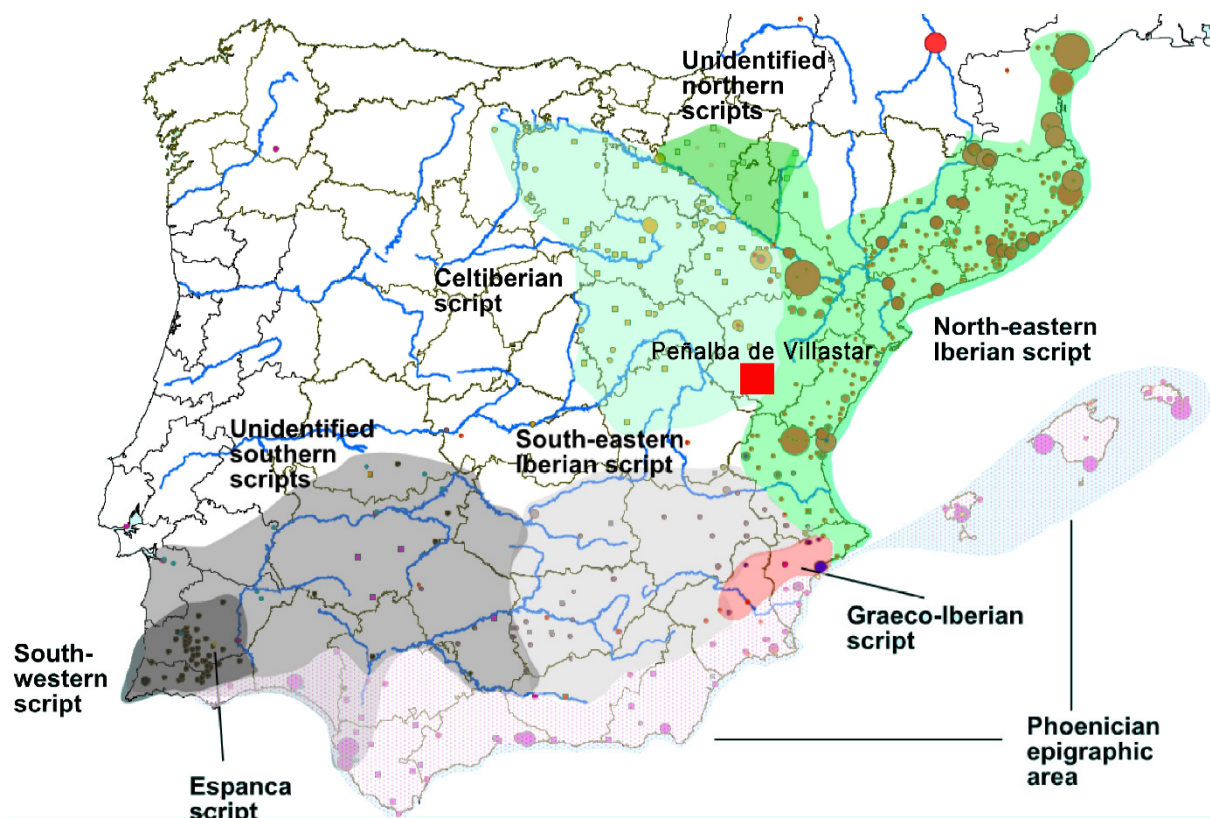 Unidentified
northern
scripts
Celtiberian
script
North-eastern
Iberian script
Peñalba de Villastar
Unidentified
southern
scripts
South-eastern
Iberian script
Graeco-Iberian
script
South-
western
script
Phoenician
epigraphic
area
Espanca
script